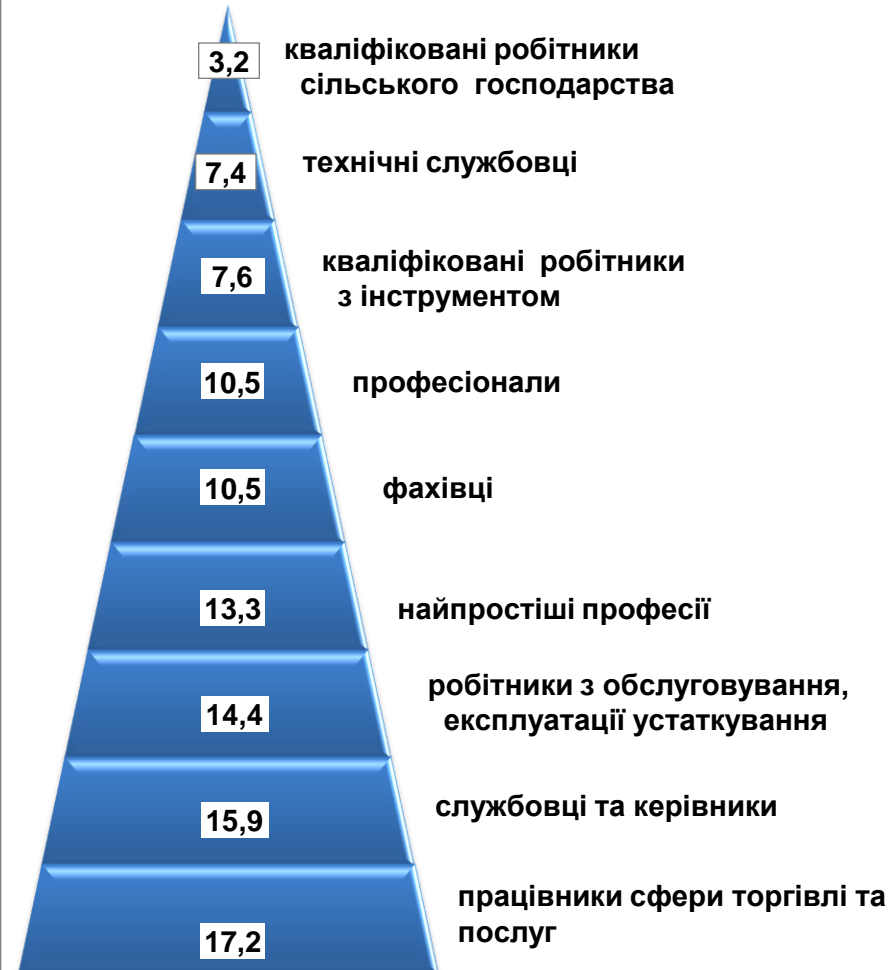 3,2
кваліфіковані робітники
сільського господарства
7,4
технічні службовці
7,6
кваліфіковані робітники
з інструментом
10,5
професіонали
10,5
фахівці
13,3
найпростіші професії
14,4
робітники з обслуговування,
експлуатації устаткування
15,9
службовці та керівники
17,2
працівники сфери торгівлі та
послуг